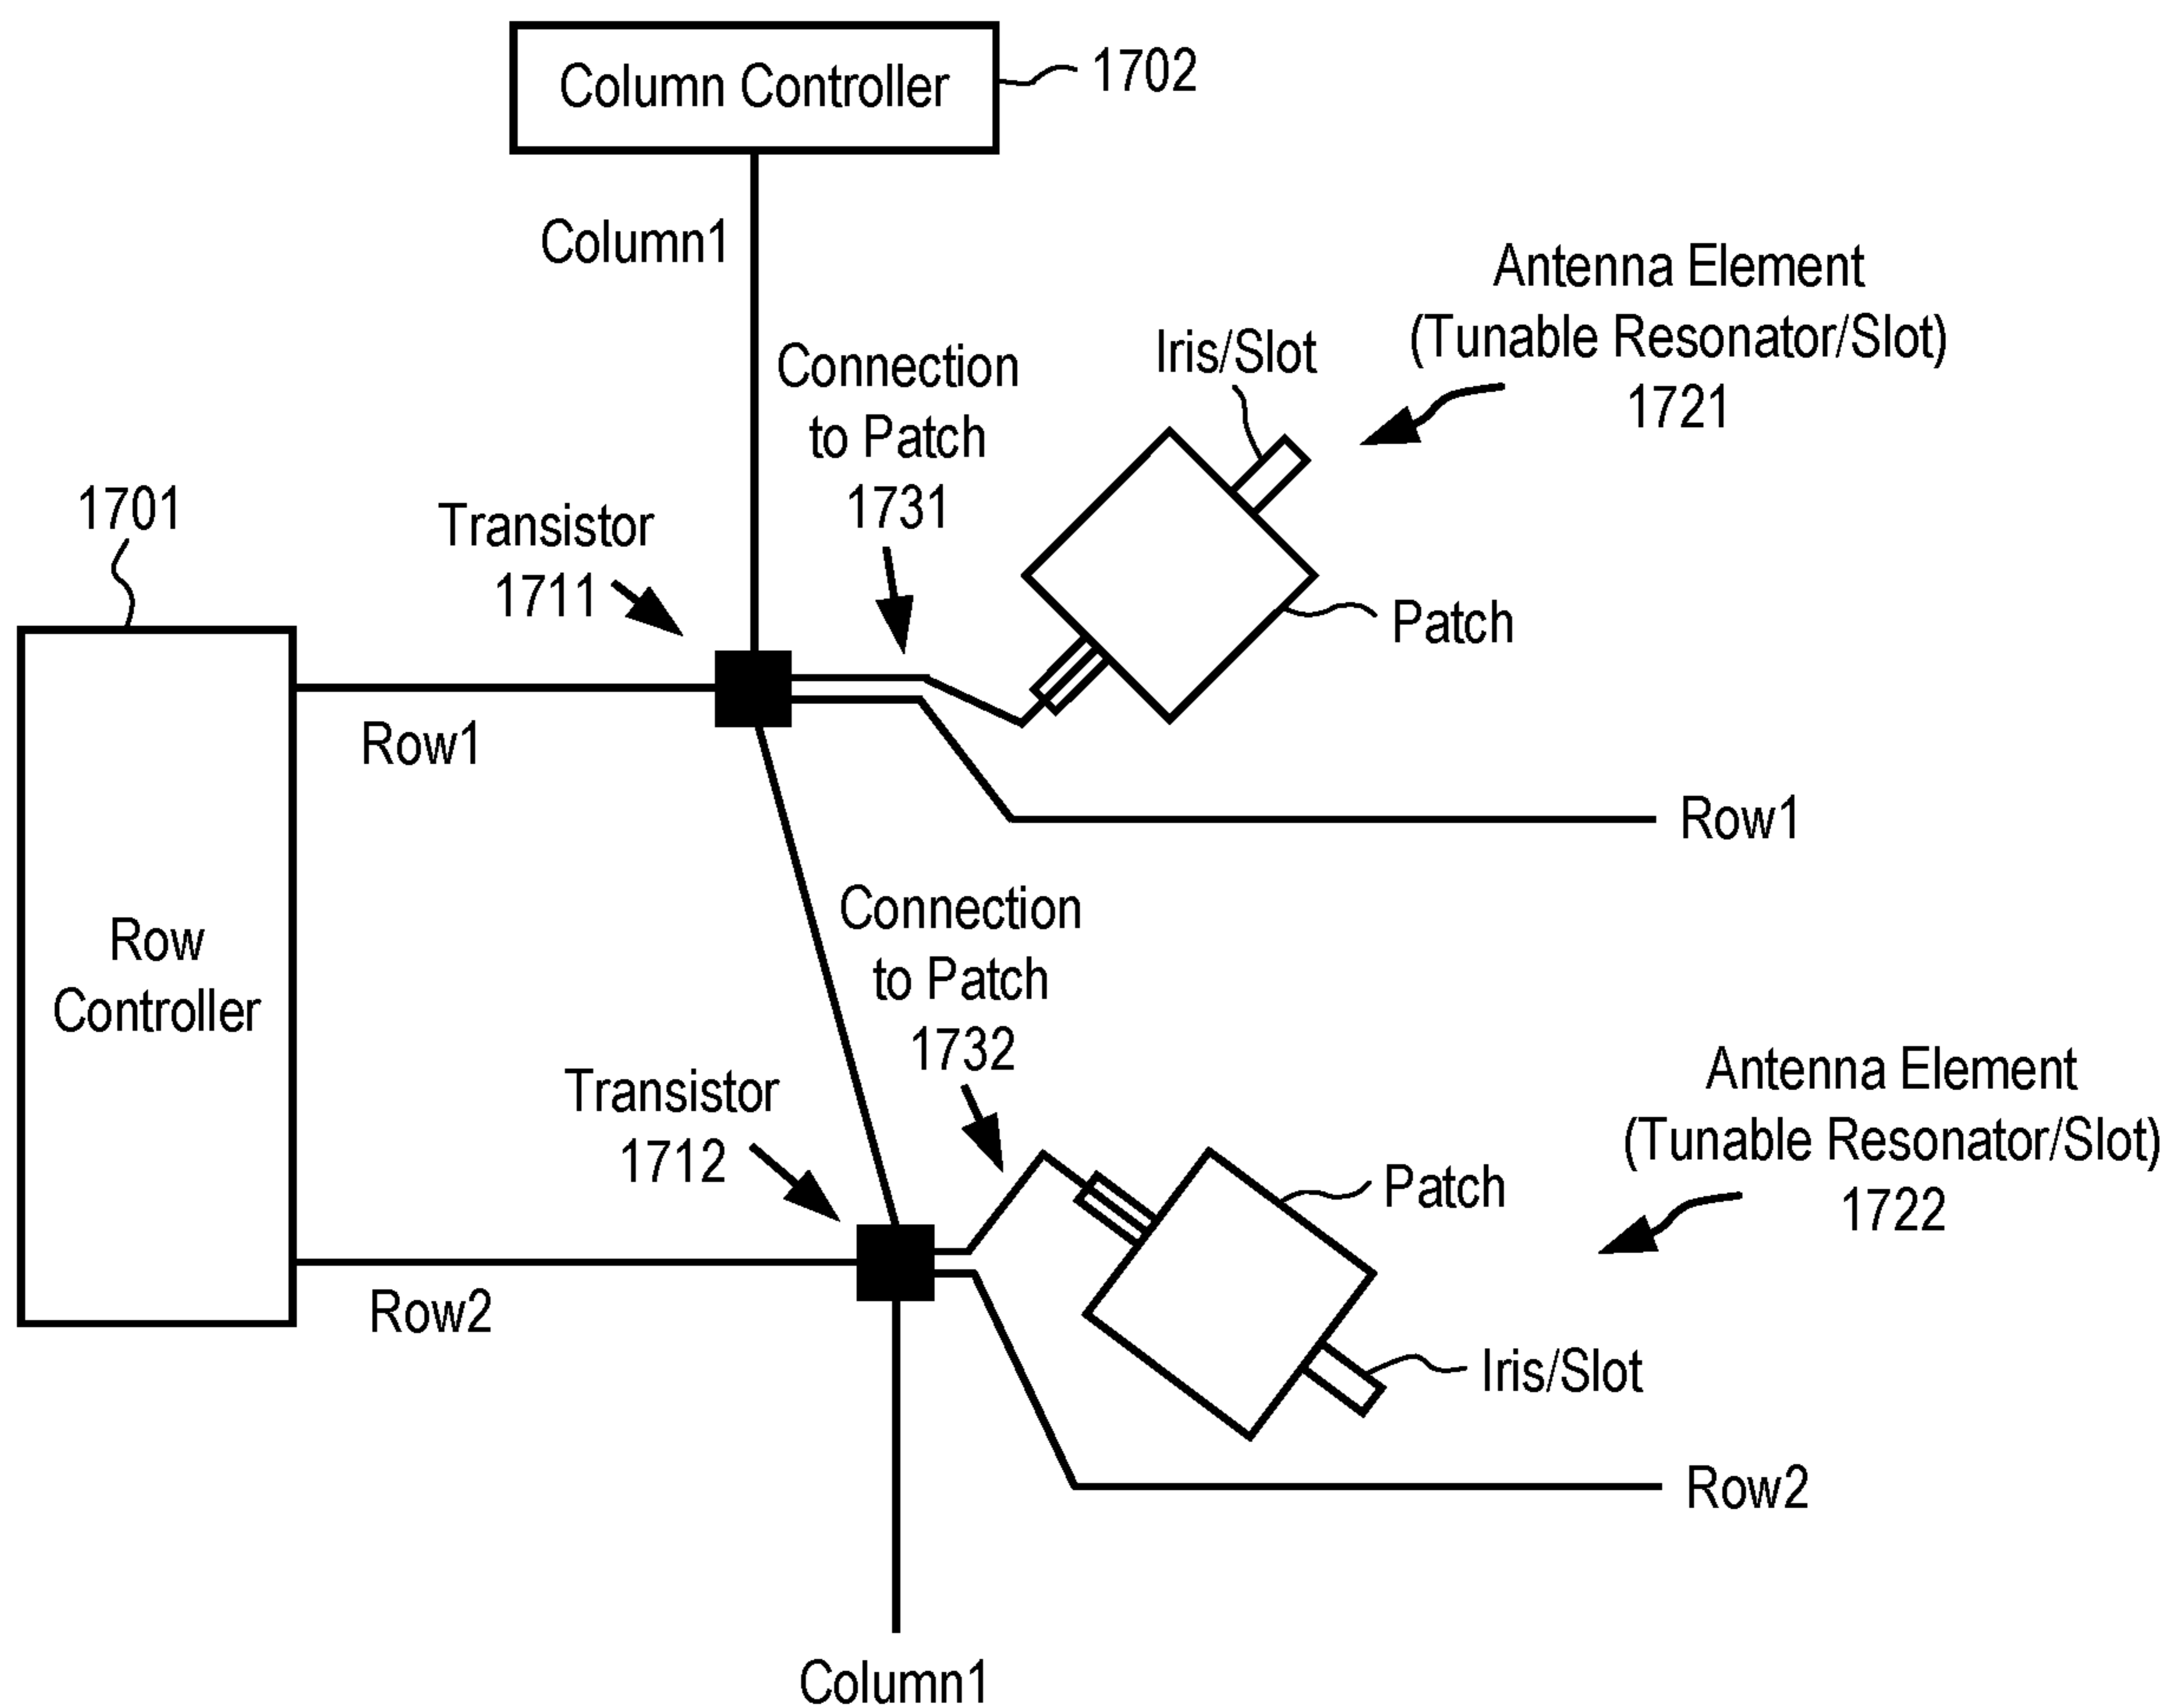 Column Controller
1702
Column1
Antenna Element
(Tunable Resonator/Slot)
1721
Iris/Slot
Connection
to Patch
1731
1701
Transistor
1711
Patch
Row1
Row1
Row
Controller
Connection
to Patch
1732
Transistor
1712
Antenna Element
(Tunable Resonator/Slot)
1722
Patch
Row2
Iris/Slot
Row2
Column1